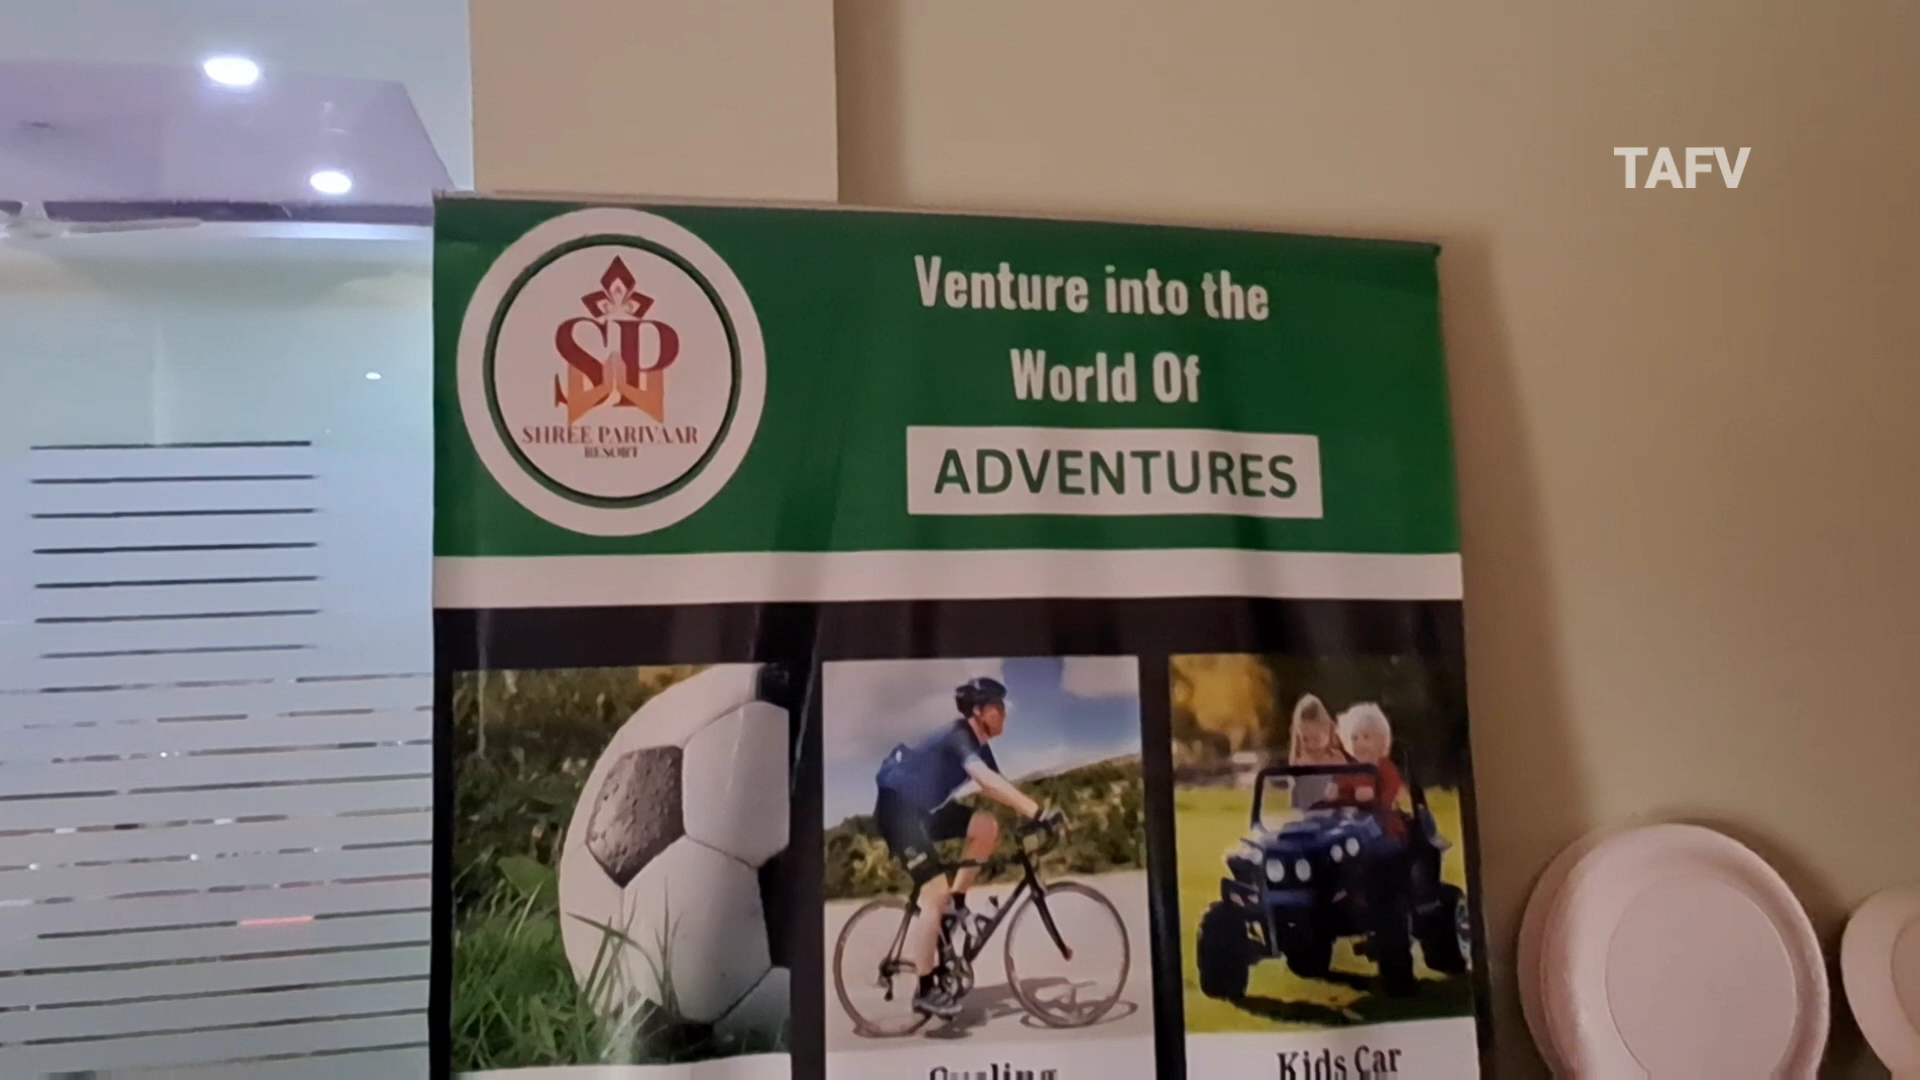 TAFV
SP
SHREE PARIVAAR
RESORT
Venture into the
World Of
ADVENTURES
Cycling
Kids Car